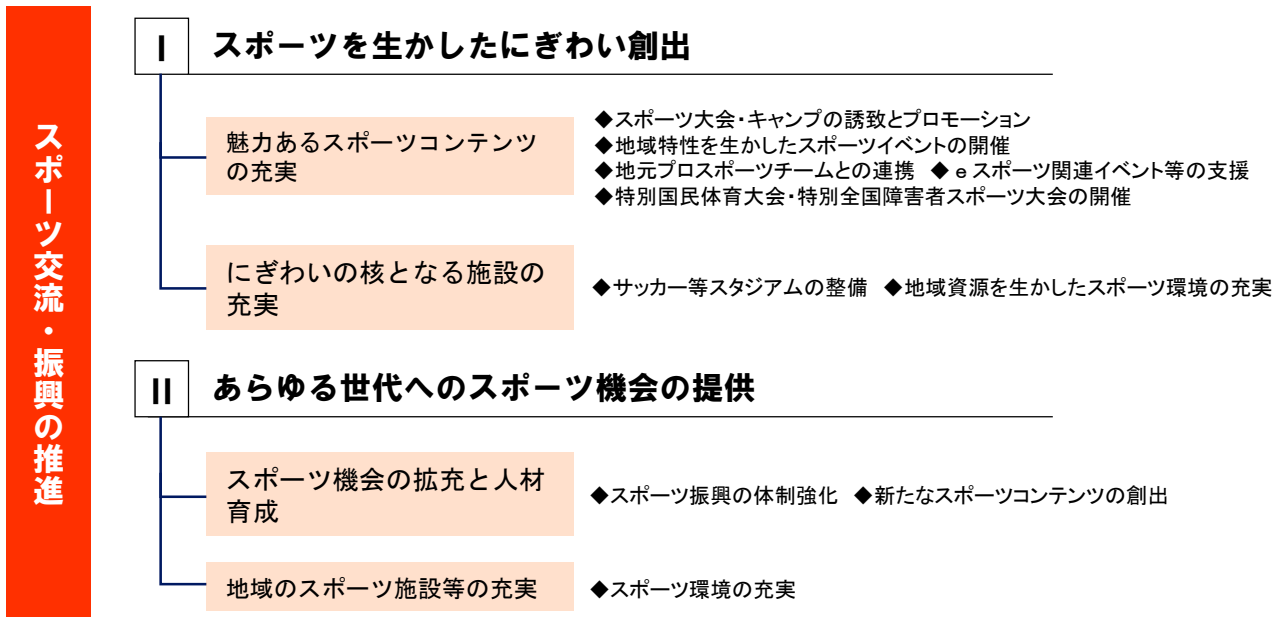 スポーツ交流・振興の推進
I スポーツを生かしたにぎわい創出
魅力あるスポーツコンテンツ
の充実
◆スポーツ大会・キャンプの誘致とプロモーション
◆地域特性を生かしたスポーツイベントの開催
◆地元プロスポーツチームとの連携 ◆ｅスポーツ関連イベント等の支援
◆特別国民体育大会・特別全国障害者スポーツ大会の開催
にぎわいの核となる施設の
充実
◆サッカー等スタジアムの整備 ◆地域資源を生かしたスポーツ環境の充実
II あらゆる世代へのスポーツ機会の提供
スポーツ機会の拡充と人材
育成
◆スポーツ振興の体制強化 ◆新たなスポーツコンテンツの創出
地域のスポーツ施設等の充実
◆スポーツ環境の充実